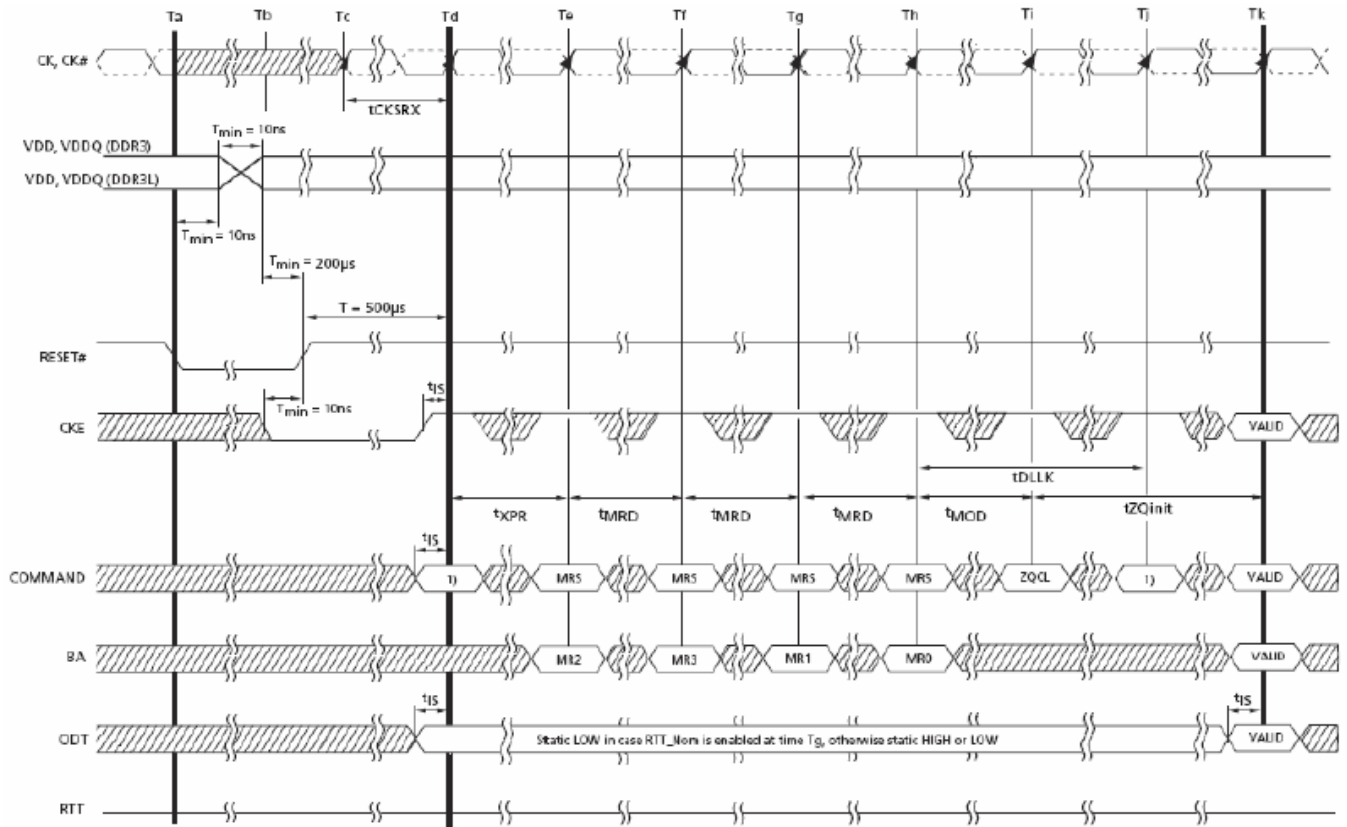 Ta Tb Tc Td Te Tf Tg Th Ti Tj Tk
CK, CK#
tCKSRX
Tmin = 10ns
VDD, VDDQ (DDR3)
VDD, VDDQ (DDR3L)
Tmin = 10ns
Tmin = 200µs
T = 500µs
RESET#
tIS
Tmin = 10ns
CKE
VALID
tDLLK
tXPR tMRD tMRD tMRD tMOD tZQinit
tIS
COMMAND 1) MRS MRS MRS MRS ZQCL 1) VALID
BA MR2 MR3 MR1 MR0 VALID
tIS tIS
ODT Static LOW in case RTT_Nom is enabled at time Tg, otherwise static HIGH or LOW VALID
RTT